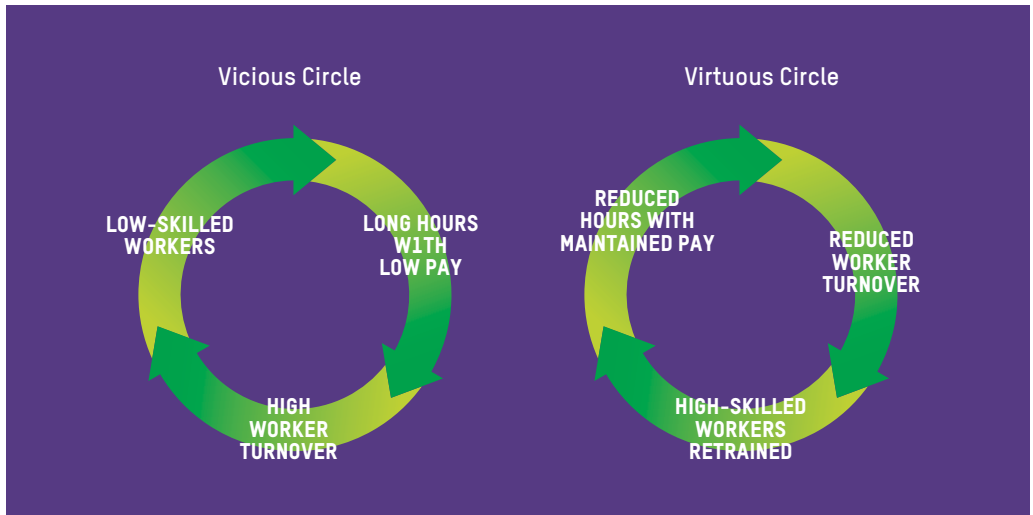 Vicious Circle
LOW-SKILLED
WORKERS
LONG HOURS
W1TH
LOW PAY
HIGH
WORKER
TURNOVER
Virtuous Circle
REDUCED
HOURS WITH
MAINTAINED PAY
REDUCED
WORKER
TURNOVER
HIGH-SKILLED
WORKERS
RETRAINED